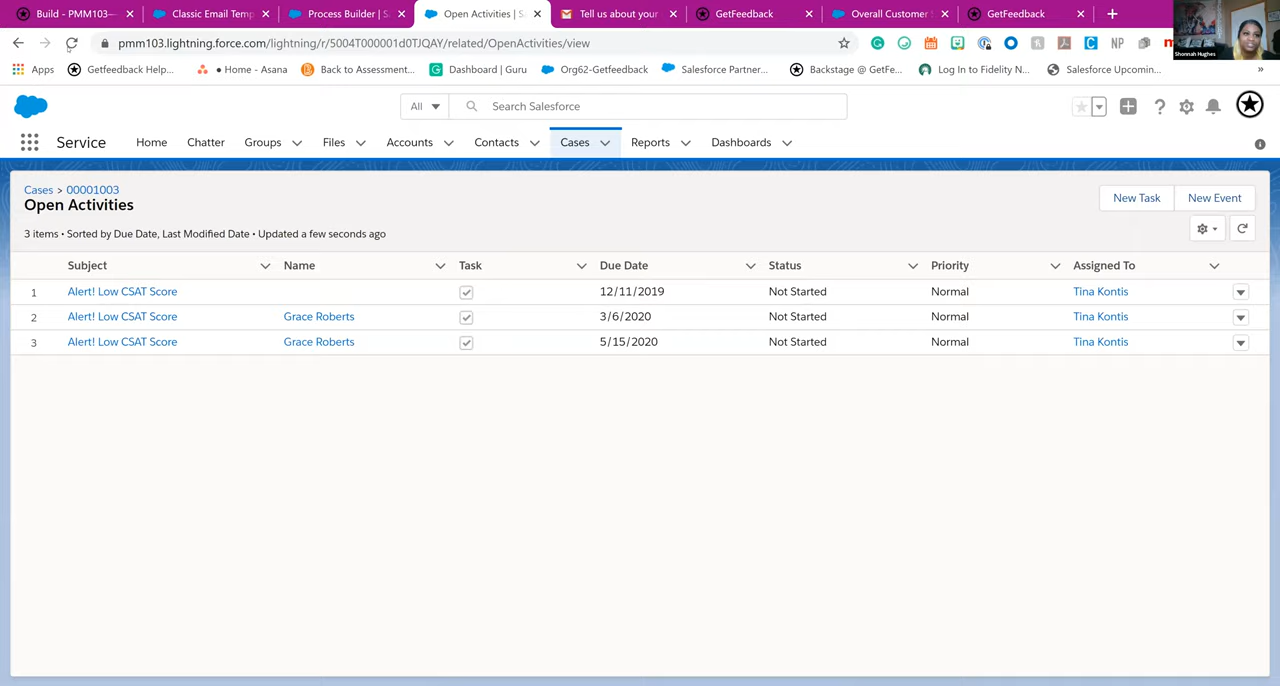 Build - PMM103—
Classic Email Temp
Process Builder | S
Open Activities | S
Tell us about your
GetFeedback
Overall Customer
GetFeedback
pmm103.lightning.force.com/lightning/r/5004T000001d0TJQAY/related/OpenActivities/view
NP
Shonnah Hughes
Apps
Getfeedback Help...
• Home - Asana
Back to Assessment...
Dashboard | Guru
Org62-Getfeedback
Salesforce Partner...
Backstage @ GetFe...
Log In to Fidelity N...
Salesforce Upcomin...
»
All
Search Salesforce
Service
Home
Chatter
Groups
Files
Accounts
Contacts
Cases
Reports
Dashboards
Cases > 00001003
Open Activities
New Task
New Event
3 items • Sorted by Due Date, Last Modified Date • Updated a few seconds ago
Subject Name Task Due Date Status Priority Assigned To
1 Alert! Low CSAT Score 12/11/2019 Not Started Normal Tina Kontis
2 Alert! Low CSAT Score Grace Roberts 3/6/2020 Not Started Normal Tina Kontis
3 Alert! Low CSAT Score Grace Roberts 5/15/2020 Not Started Normal Tina Kontis